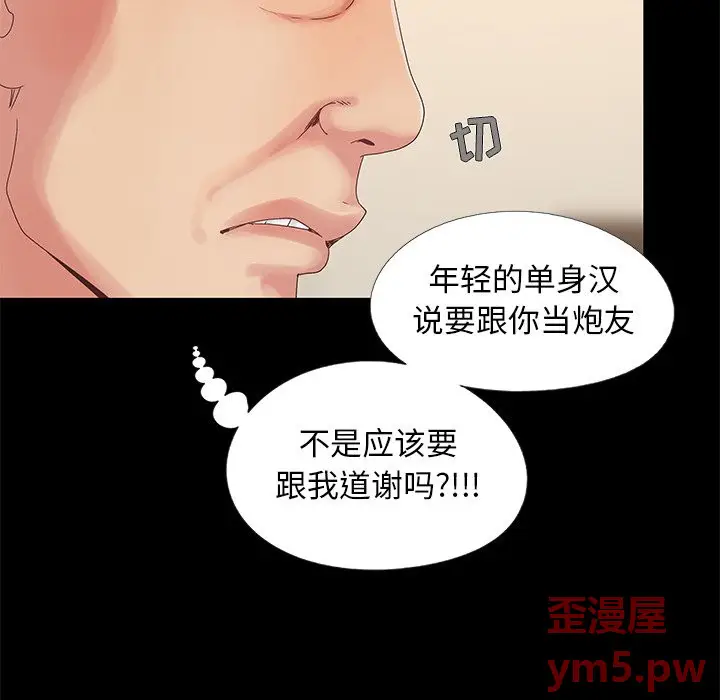 切
年轻的单身汉
说要跟你当炮友
不是应该要
跟我道谢吗?!!!
歪漫屋
ym5.pw